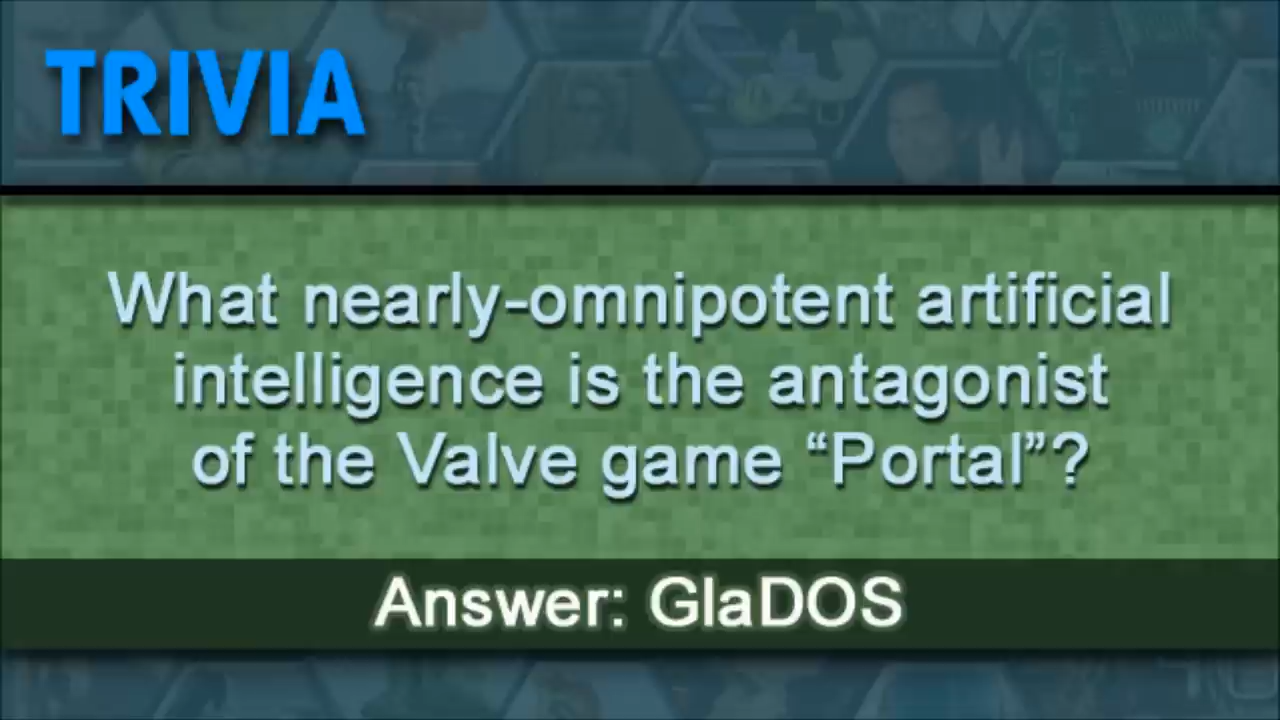 TRIVIA
What nearly-omnipotent artificial
intelligence is the antagonist
of the Valve game “Portal”?
Answer: GlaDOS